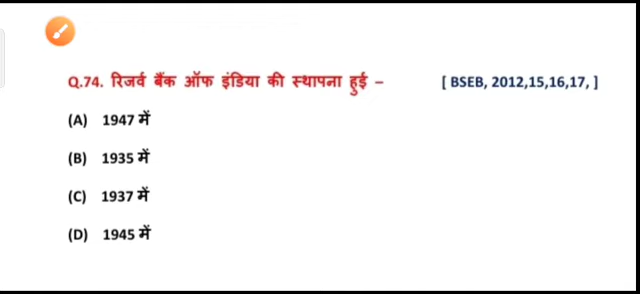 Q.74. रिजर्व बैंक ऑफ इंडिया की स्थापना हुई – [ BSEB, 2012,15,16,17, ]
(A) 1947 में
(B) 1935 में
(C) 1937 में
(D) 1945 में